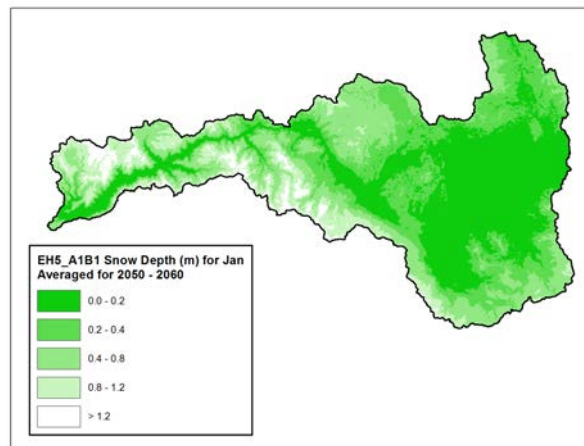 EH5_A1B1 Snow Depth (m) for Jan
Averaged for 2050 - 2060
0.0 - 0.2
0.2 - 0.4
0.4 - 0.8
0.8 - 1.2
> 1.2